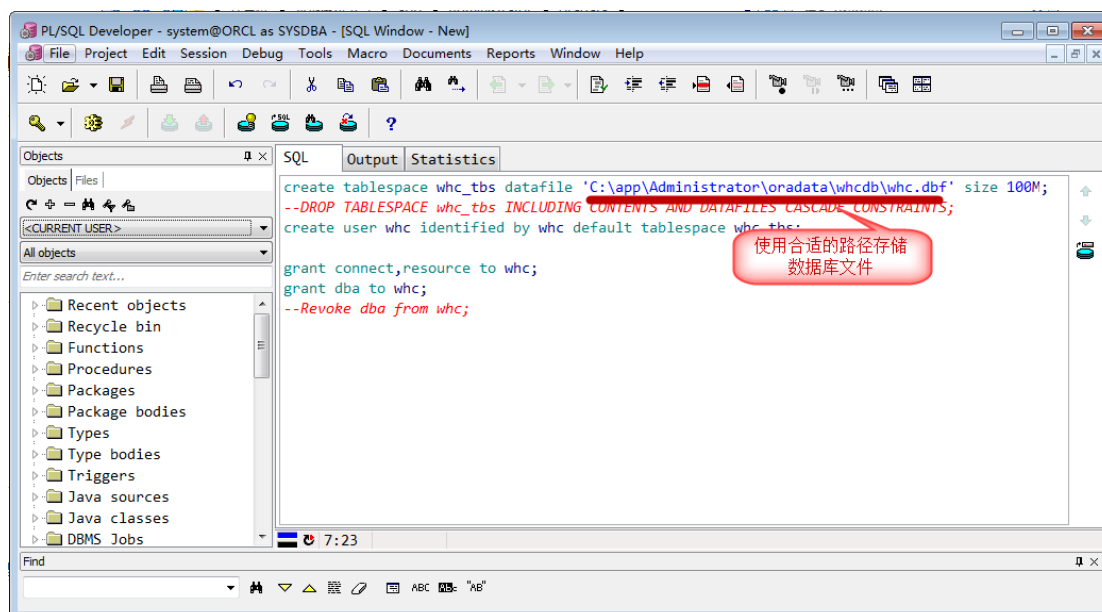 PL/SQL Developer - system@ORCL as SYSDBA - [SQL Window - New]
File Project Edit Session Debug Tools Macro Documents Reports Window Help
Objects
Objects Files
<CURRENT USER>
All objects
Enter search text...
Recent objects
Recycle bin
Functions
Procedures
Packages
Package bodies
Types
Type bodies
Triggers
Java sources
Java classes
DBMS Jobs
SQL Output Statistics
create tablespace whc_tbs datafile 'C:\app\Administrator\oradata\whcdb\whc.dbf' size 100M;
--DROP TABLESPACE whc_tbs INCLUDING CONTENTS AND DATAFILES CASCADE CONSTRAINTS;
create user whc identified by whc default tablespace whc_tbs;
grant connect,resource to whc;
grant dba to whc;
--Revoke dba from whc;
使用合适的路径存储
数据库文件
7:23
Find
ABC AB "AB"